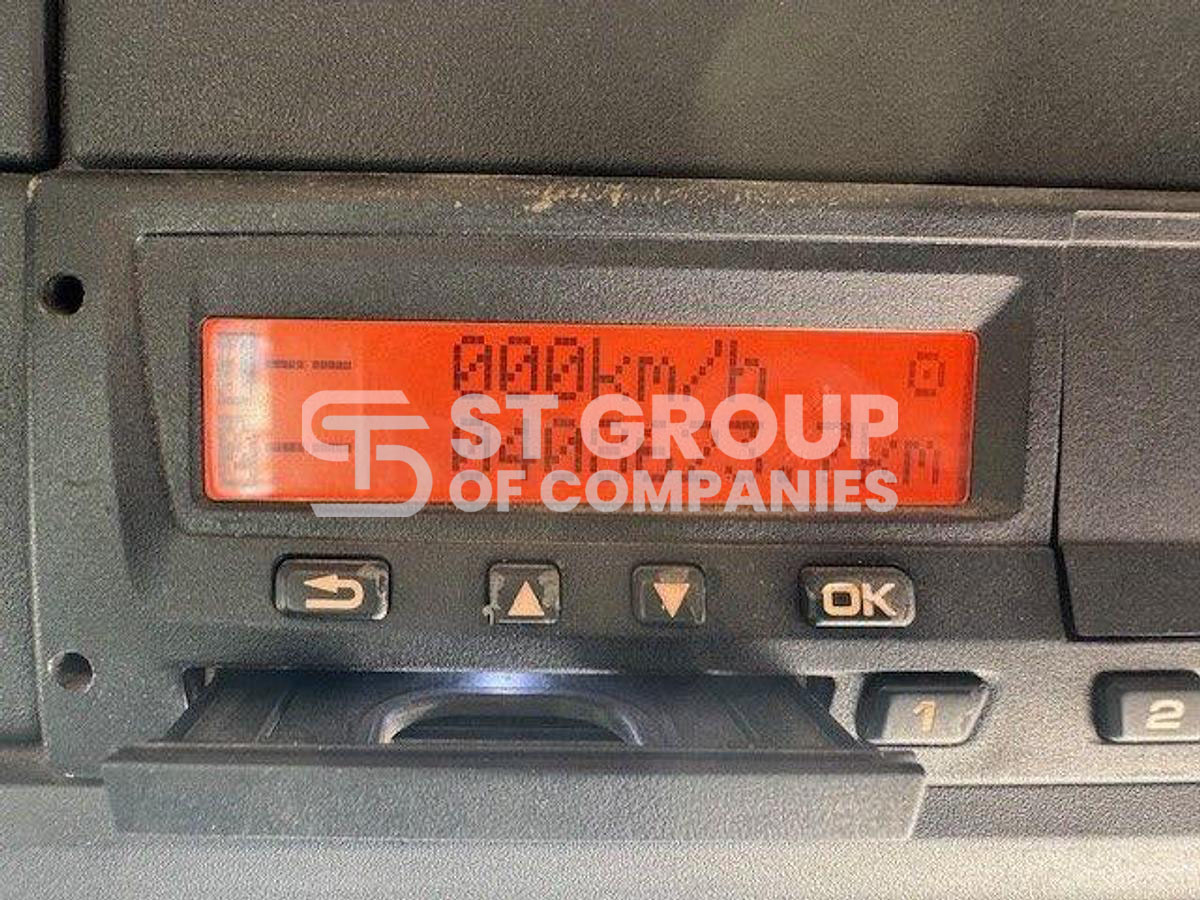 000km/h 0
ST GROUP
OF COMPANIES
OK
1
2